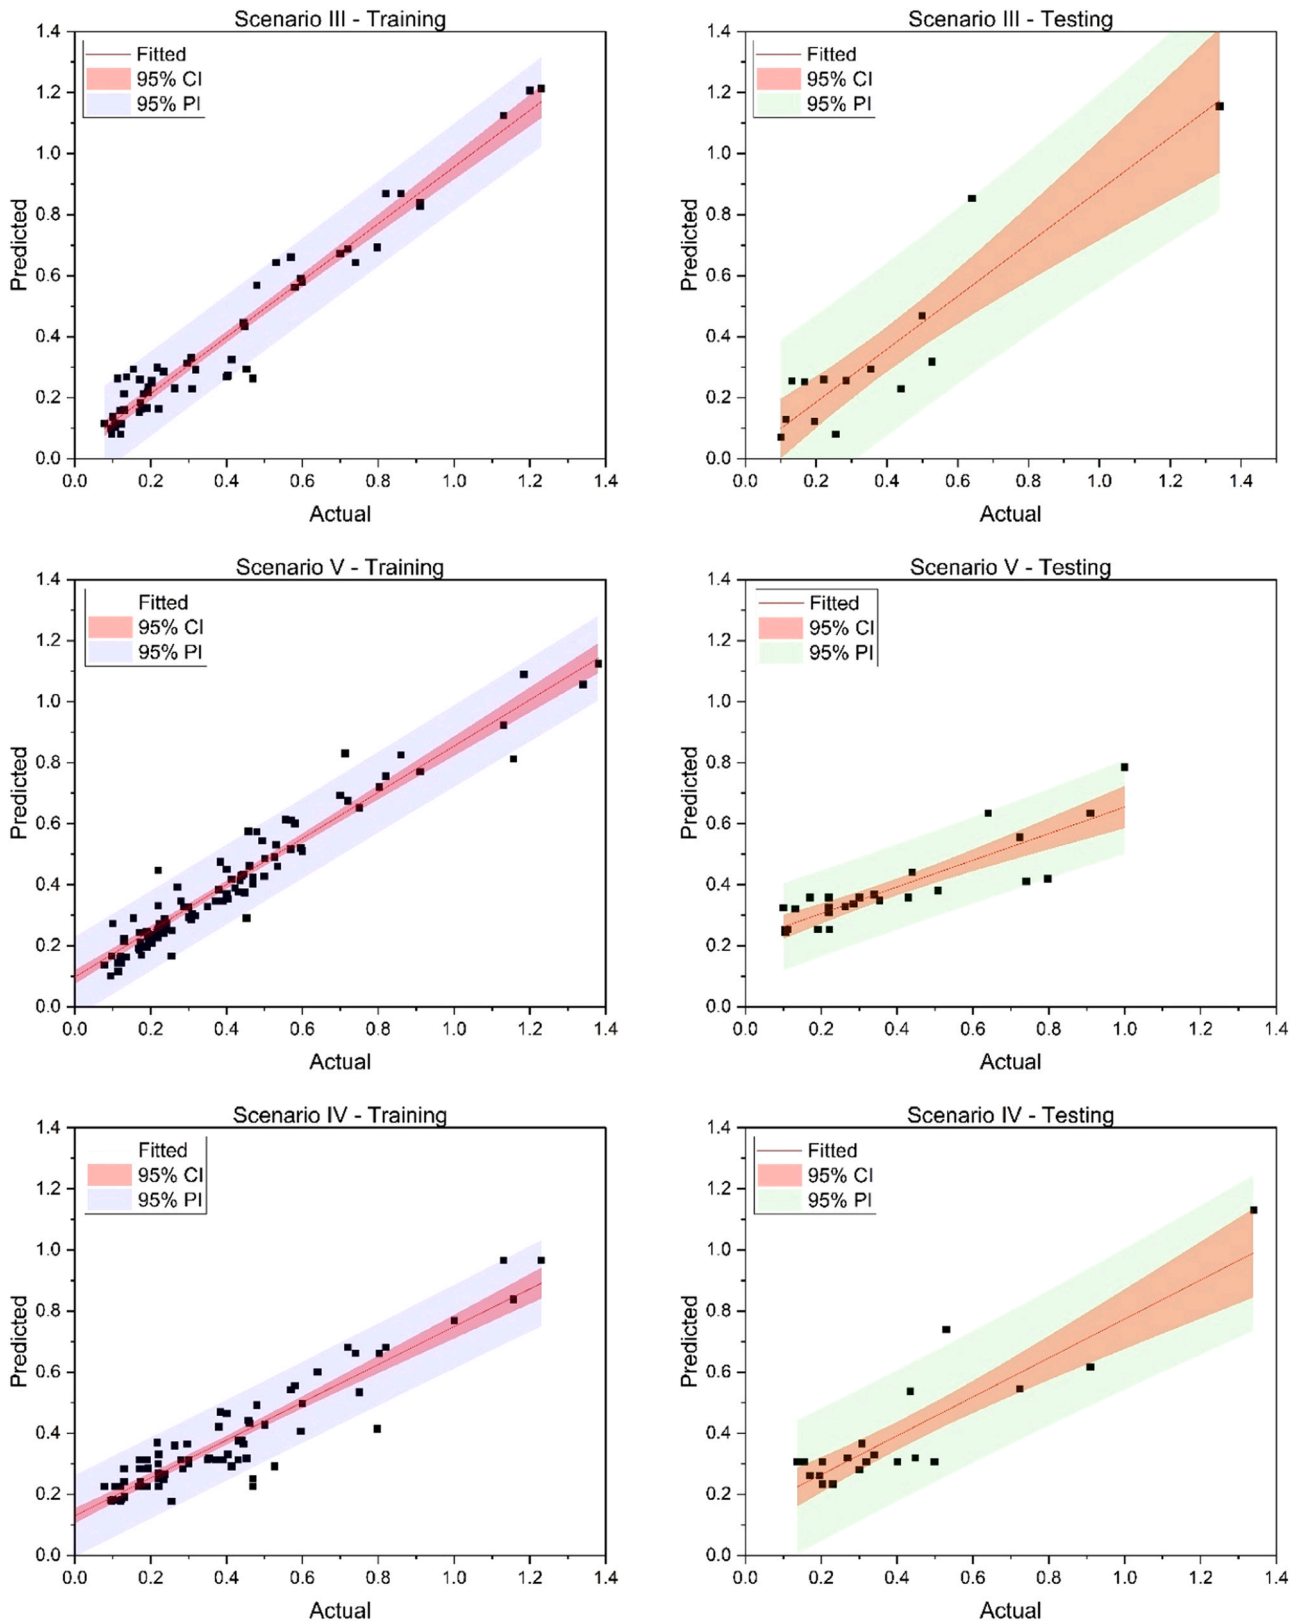 Scenario III - Training
1.4
1.2
1.0
0.8
0.6
0.4
0.2
0.0
Predicted
Fitted
95% CI
95% PI
0.0 0.2 0.4 0.6 0.8 1.0 1.2 1.4
Actual
Scenario III - Testing
1.4
1.2
1.0
0.8
0.6
0.4
0.2
0.0
Predicted
Fitted
95% CI
95% PI
0.0 0.2 0.4 0.6 0.8 1.0 1.2 1.4
Actual
Scenario V - Training
1.4
1.2
1.0
0.8
0.6
0.4
0.2
0.0
Predicted
Fitted
95% CI
95% PI
0.0 0.2 0.4 0.6 0.8 1.0 1.2 1.4
Actual
Scenario V - Testing
1.4
1.2
1.0
0.8
0.6
0.4
0.2
0.0
Predicted
Fitted
95% CI
95% PI
0.0 0.2 0.4 0.6 0.8 1.0 1.2 1.4
Actual
Scenario IV - Training
1.4
1.2
1.0
0.8
0.6
0.4
0.2
0.0
Predicted
Fitted
95% CI
95% PI
0.0 0.2 0.4 0.6 0.8 1.0 1.2 1.4
Actual
Scenario IV - Testing
1.4
1.2
1.0
0.8
0.6
0.4
0.2
0.0
Predicted
Fitted
95% CI
95% PI
0.0 0.2 0.4 0.6 0.8 1.0 1.2 1.4
Actual